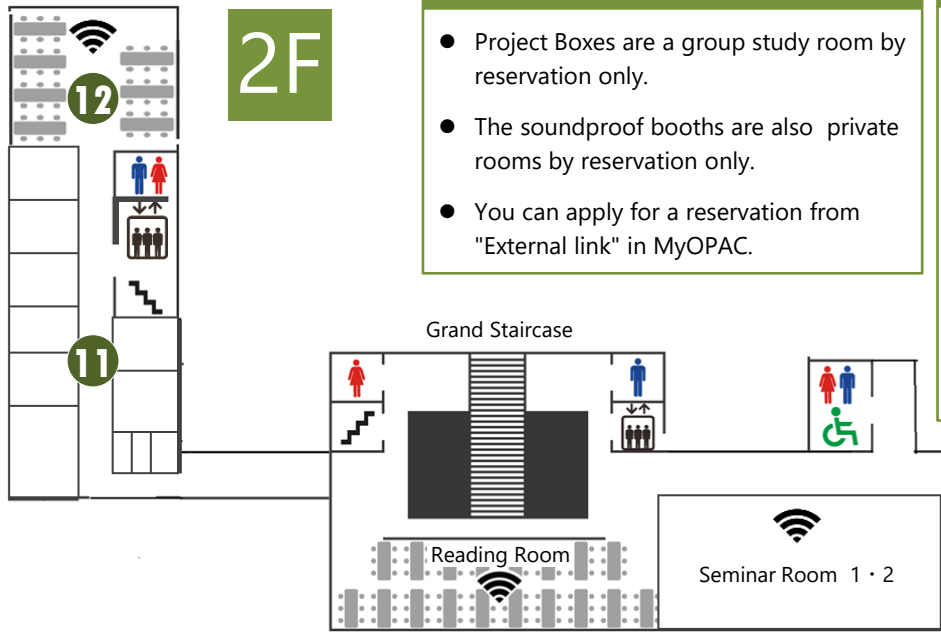 2F
● Project Boxes are a group study room by
reservation only.
● The soundproof booths are also private
rooms by reservation only.
● You can apply for a reservation from
"External link" in MyOPAC.
12
11
Grand Staircase
Reading Room
Seminar Room 1・2